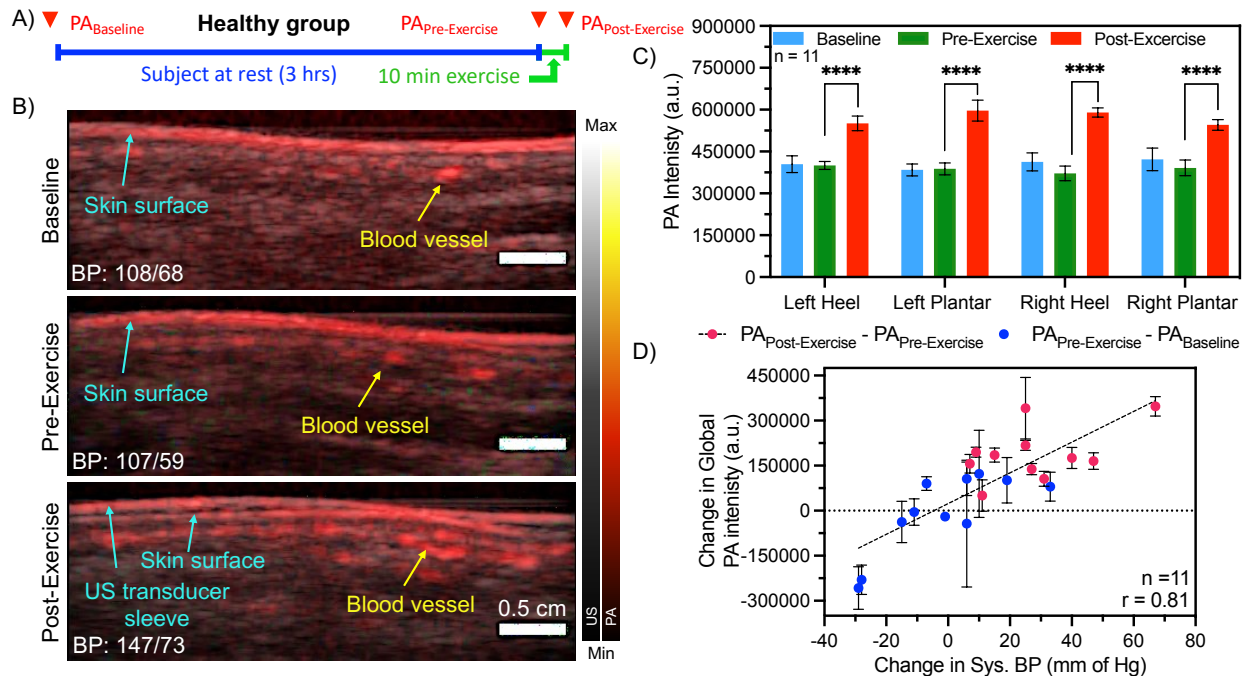 A)
PABaseline
Healthy group
PAPre-Exercise
PAPost-Exercise
Subject at rest (3 hrs)
10 min exercise
B)
Baseline
Skin surface
Blood vessel
BP: 108/68
Pre-Exercise
Skin surface
Blood vessel
BP: 107/59
Post-Exercise
Skin surface
US transducer
sleeve
Blood vessel
0.5 cm
BP: 147/73
Max
US
PA
Min
C)
Baseline
Pre-Exercise
Post-Excercise
n = 11
****
****
****
****
PA Intenisty (a.u.)
900000
750000
600000
450000
300000
150000
0
Left Heel
Left Plantar
Right Heel
Right Plantar
PAPost-Exercise - PAPre-Exercise
PAPre-Exercise - PABaseline
D)
Change in Global
PA intenisty (a.u.)
450000
300000
150000
0
-150000
-300000
n =11
r = 0.81
-40
-20
0
20
40
60
80
Change in Sys. BP (mm of Hg)